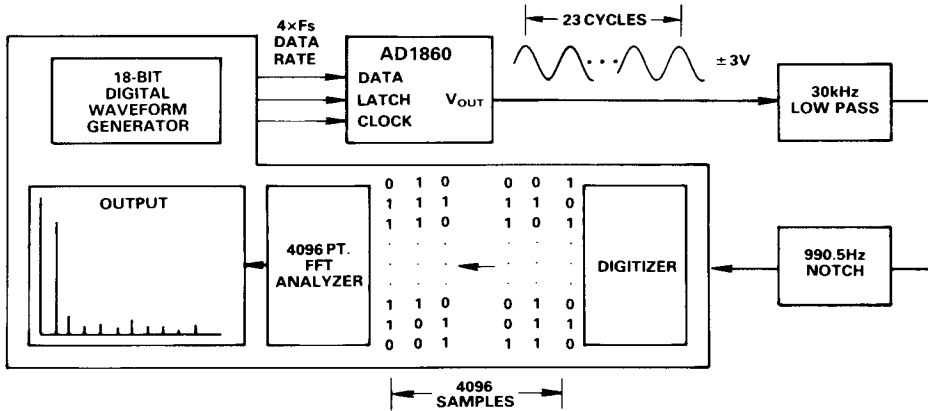 4×Fs
DATA
RATE
23 CYCLES
18-BIT
DIGITAL
WAVEFORM
GENERATOR
AD1860
DATA
LATCH
CLOCK
VOUT
± 3V
30kHz
LOW PASS
OUTPUT
4096 PT.
FFT
ANALYZER
0 1 0 0 0 1
1 1 1 1 1 0
1 1 0 1 1 0
. . . . . .
. . . . . .
. . . . . .
1 1 0 0 1 0
1 0 1 0 1 1
0 0 1 1 1 0
DIGITIZER
990.5Hz
NOTCH
4096
SAMPLES